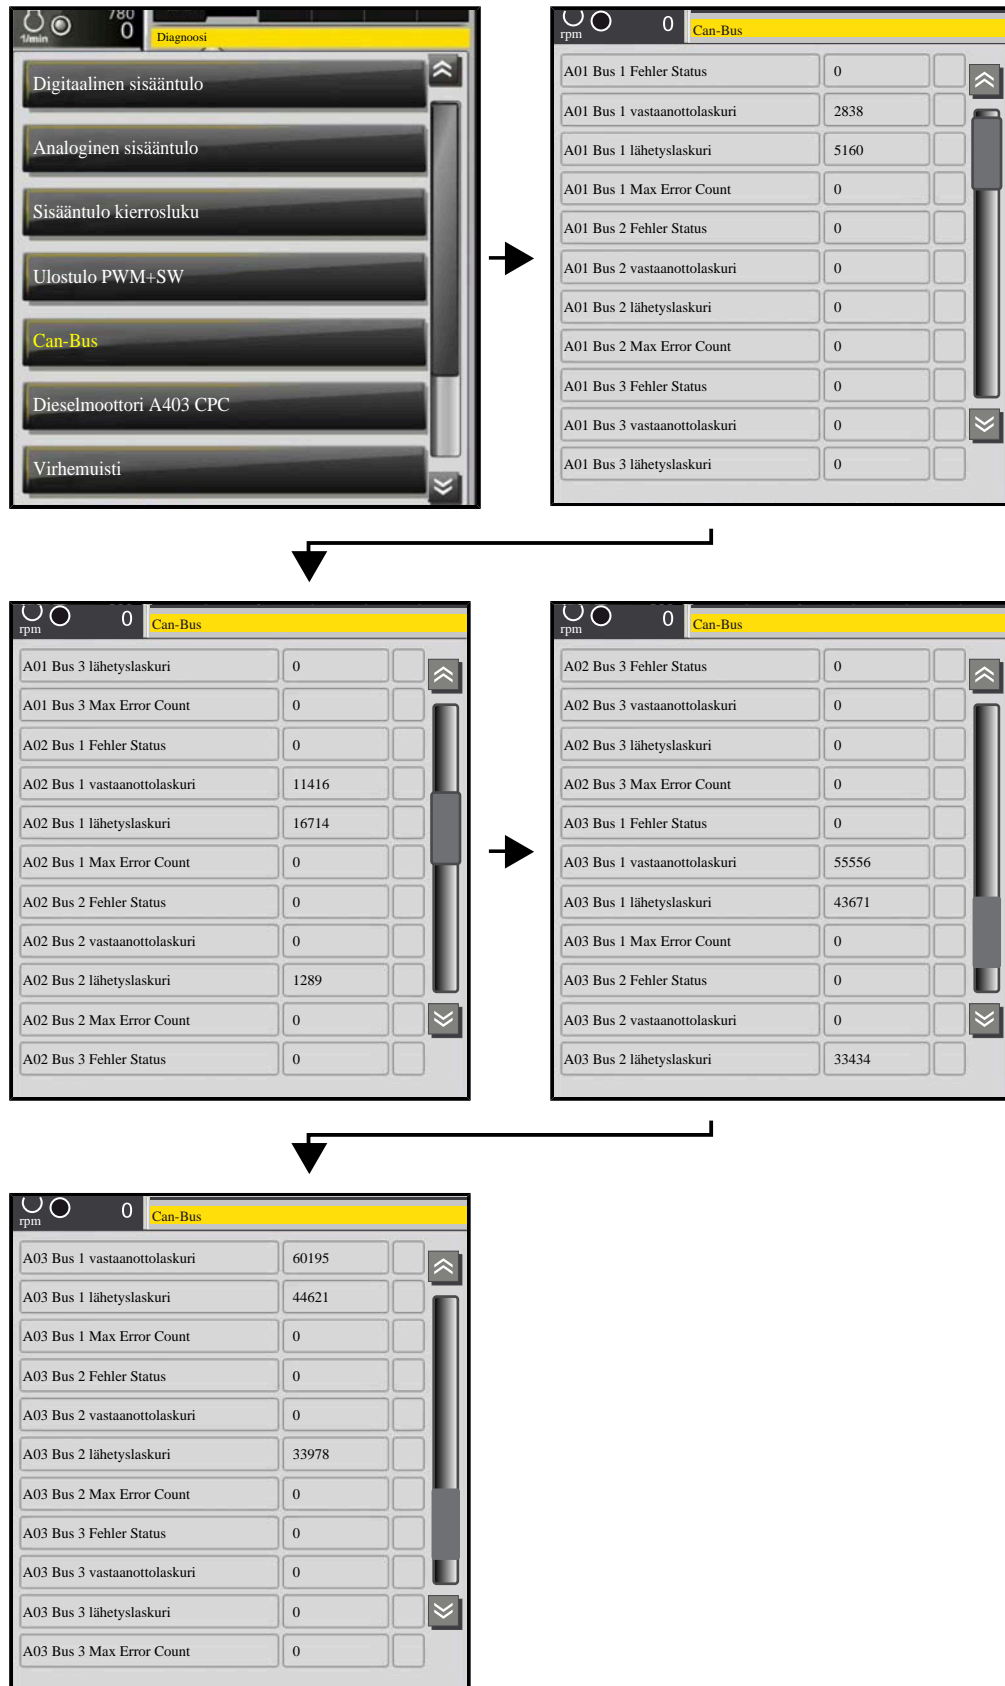 780
1/min 0 Diagnoosi
Digitaalinen sisääntulo
Analoginen sisääntulo
Sisääntulo kierrosluku
Ulostulo PWM+SW
Can-Bus
Dieselmoottori A403 CPC
Virhemuisti
rpm 0 Can-Bus
A01 Bus 1 Fehler Status 0
A01 Bus 1 vastaanottolaskuri 2838
A01 Bus 1 lähetyslaskuri 5160
A01 Bus 1 Max Error Count 0
A01 Bus 2 Fehler Status 0
A01 Bus 2 vastaanottolaskuri 0
A01 Bus 2 lähetyslaskuri 0
A01 Bus 2 Max Error Count 0
A01 Bus 3 Fehler Status 0
A01 Bus 3 vastaanottolaskuri 0
A01 Bus 3 lähetyslaskuri 0
rpm 0 Can-Bus
A01 Bus 3 lähetyslaskuri 0
A01 Bus 3 Max Error Count 0
A02 Bus 1 Fehler Status 0
A02 Bus 1 vastaanottolaskuri 11416
A02 Bus 1 lähetyslaskuri 16714
A02 Bus 1 Max Error Count 0
A02 Bus 2 Fehler Status 0
A02 Bus 2 vastaanottolaskuri 0
A02 Bus 2 lähetyslaskuri 1289
A02 Bus 2 Max Error Count 0
A02 Bus 3 Fehler Status 0
rpm 0 Can-Bus
A02 Bus 3 Fehler Status 0
A02 Bus 3 vastaanottolaskuri 0
A02 Bus 3 lähetyslaskuri 0
A02 Bus 3 Max Error Count 0
A03 Bus 1 Fehler Status 0
A03 Bus 1 vastaanottolaskuri 55556
A03 Bus 1 lähetyslaskuri 43671
A03 Bus 1 Max Error Count 0
A03 Bus 2 Fehler Status 0
A03 Bus 2 vastaanottolaskuri 0
A03 Bus 2 lähetyslaskuri 33434
rpm 0 Can-Bus
A03 Bus 1 vastaanottolaskuri 60195
A03 Bus 1 lähetyslaskuri 44621
A03 Bus 1 Max Error Count 0
A03 Bus 2 Fehler Status 0
A03 Bus 2 vastaanottolaskuri 0
A03 Bus 2 lähetyslaskuri 33978
A03 Bus 2 Max Error Count 0
A03 Bus 3 Fehler Status 0
A03 Bus 3 vastaanottolaskuri 0
A03 Bus 3 lähetyslaskuri 0
A03 Bus 3 Max Error Count 0